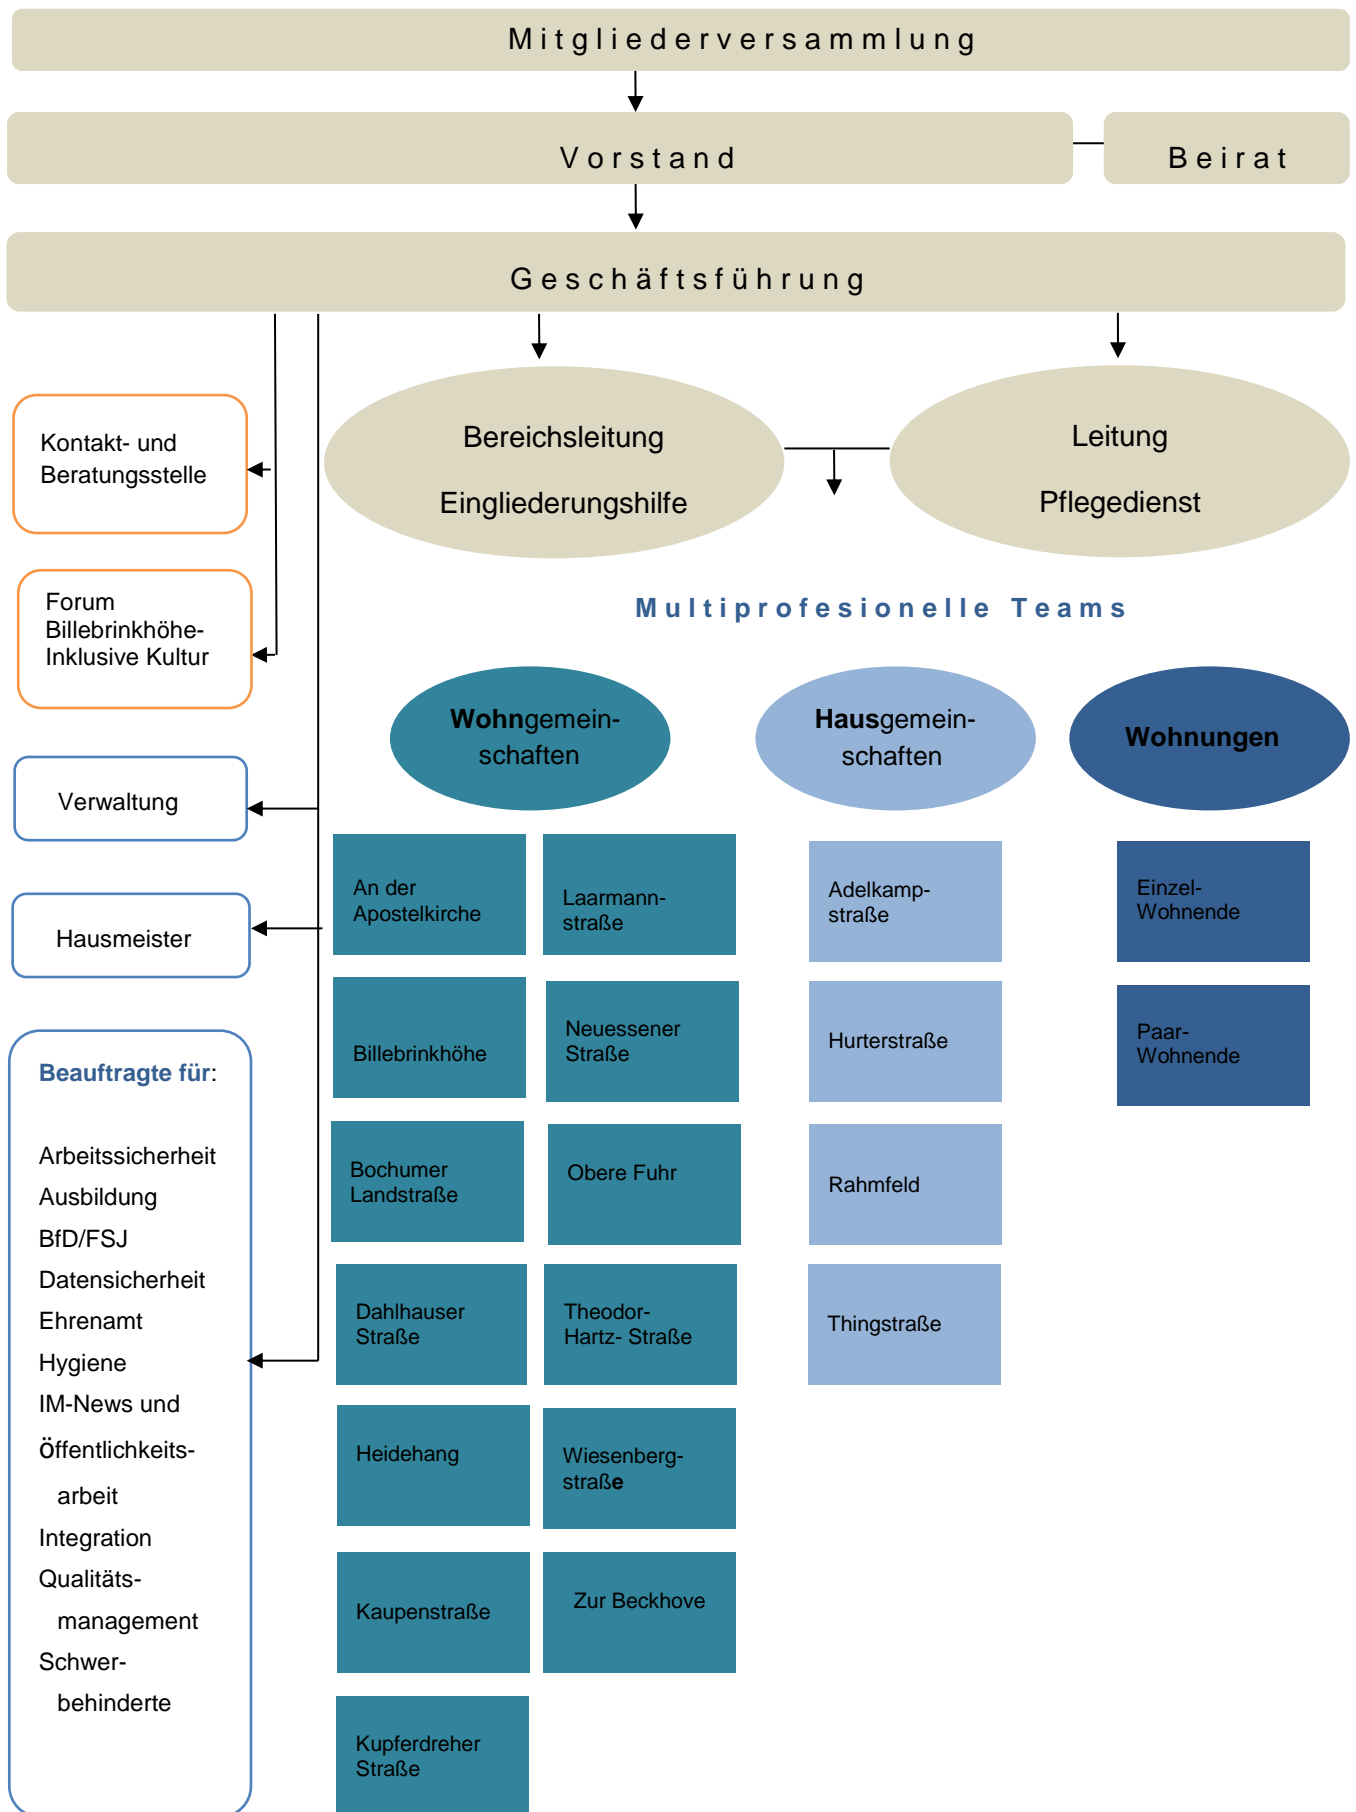 Mitgliederversammlung
Vorstand
Beirat
Geschäftsführung
Bereichsleitung
Eingliederungshilfe
Leitung
Pflegedienst
Kontakt- und
Beratungsstelle
Forum
Billebrinkhöhe-
Inklusive Kultur
Verwaltung
Hausmeister
Beauftragte für:
Arbeitssicherheit
Ausbildung
BfD/FSJ
Datensicherheit
Ehrenamt
Hygiene
IM-News und
Öffentlichkeits-
arbeit
Integration
Qualitäts-
management
Schwer-
behinderte
Multiprofesionelle Teams
Wohngemein-
schaften
An der
Apostelkirche
Billebrinkhöhe
Bochumer
Landstraße
Dahlhauser
Straße
Heidehang
Kaupenstraße
Kupferdreher
Straße
Laarmann-
straße
Neuessener
Straße
Obere Fuhr
Theodor-
Hartz- Straße
Wiesenberg-
straße
Zur Beckhove
Hausgemein-
schaften
Adelkamp-
straße
Hurterstraße
Rahmfeld
Thingstraße
Wohnungen
Einzel-
Wohnende
Paar-
Wohnende